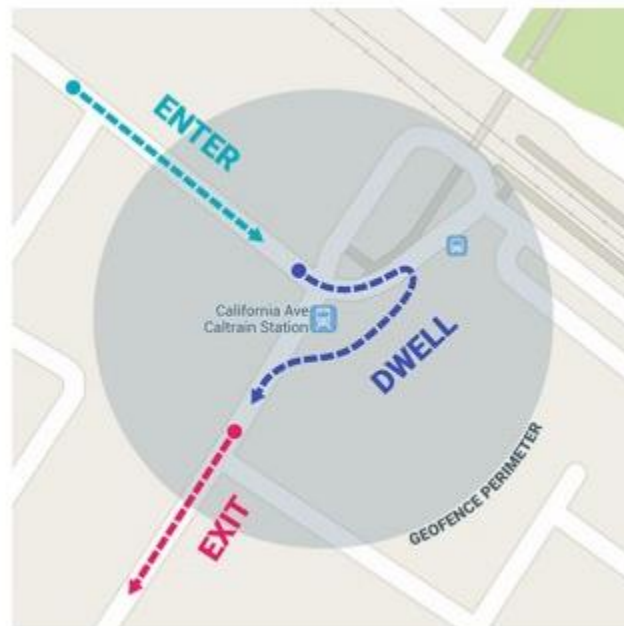 ENTER
California Ave
Caltrain Station
DWELL
GEOFENCE PERIMETER
EXIT